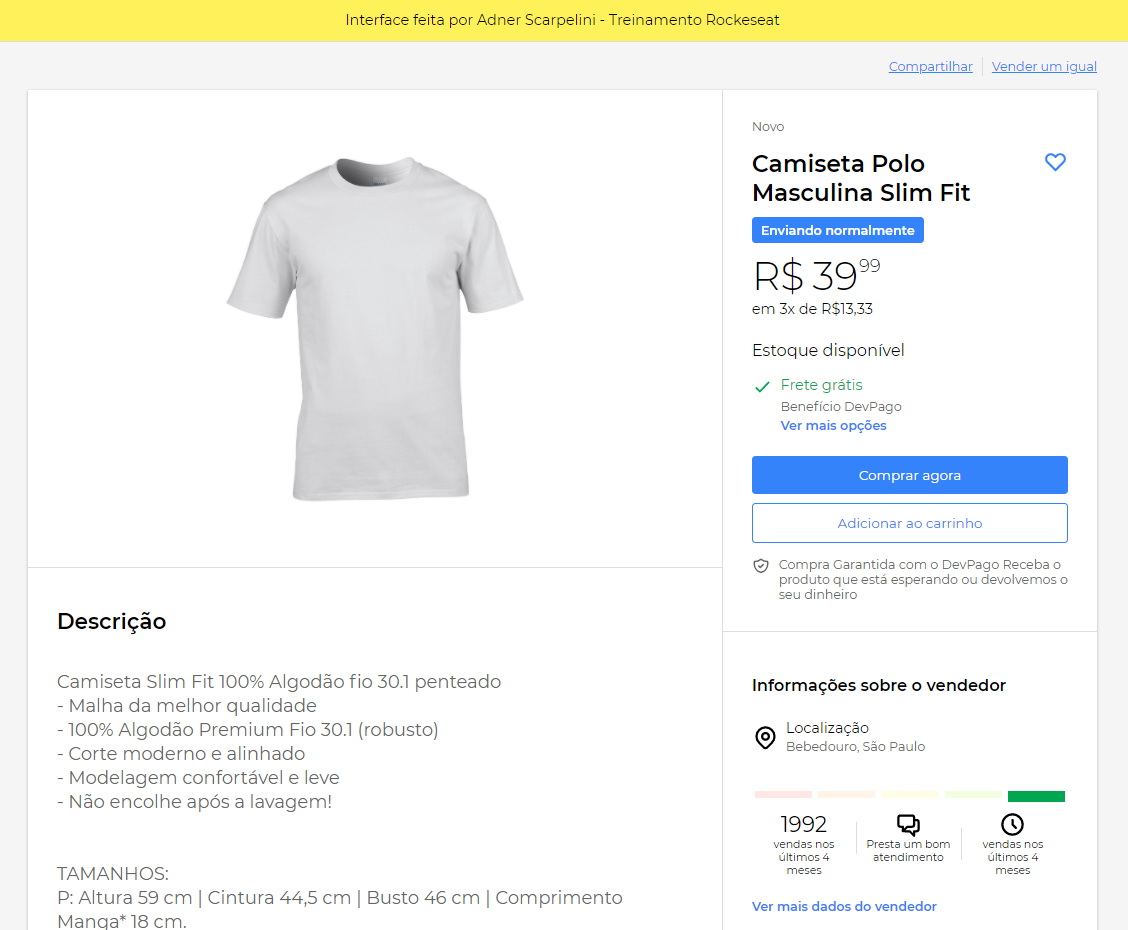 Interface feita por Adner Scarpelini - Treinamento Rockeseat
Compartilhar
Vender um igual
Novo
Camiseta Polo
Masculina Slim Fit
Enviando normalmente
R$ 39 99
em 3x de R$13,33
Estoque disponível
Frete grátis
Benefício DevPago
Ver mais opções
Comprar agora
Adicionar ao carrinho
Compra Garantida com o DevPago Receba o
produto que está esperando ou devolvemos o
seu dinheiro
Descrição
Camiseta Slim Fit 100% Algodão fio 30.1 penteado
- Malha da melhor qualidade
- 100% Algodão Premium Fio 30.1 (robusto)
- Corte moderno e alinhado
- Modelagem confortável e leve
- Não encolhe após a lavagem!
TAMANHOS:
P: Altura 59 cm | Cintura 44,5 cm | Busto 46 cm | Comprimento
Manga* 18 cm.
Informações sobre o vendedor
Localização
Bebedouro, São Paulo
1992
vendas nos
últimos 4
meses
Presta um bom
atendimento
vendas nos
últimos 4
meses
Ver mais dados do vendedor